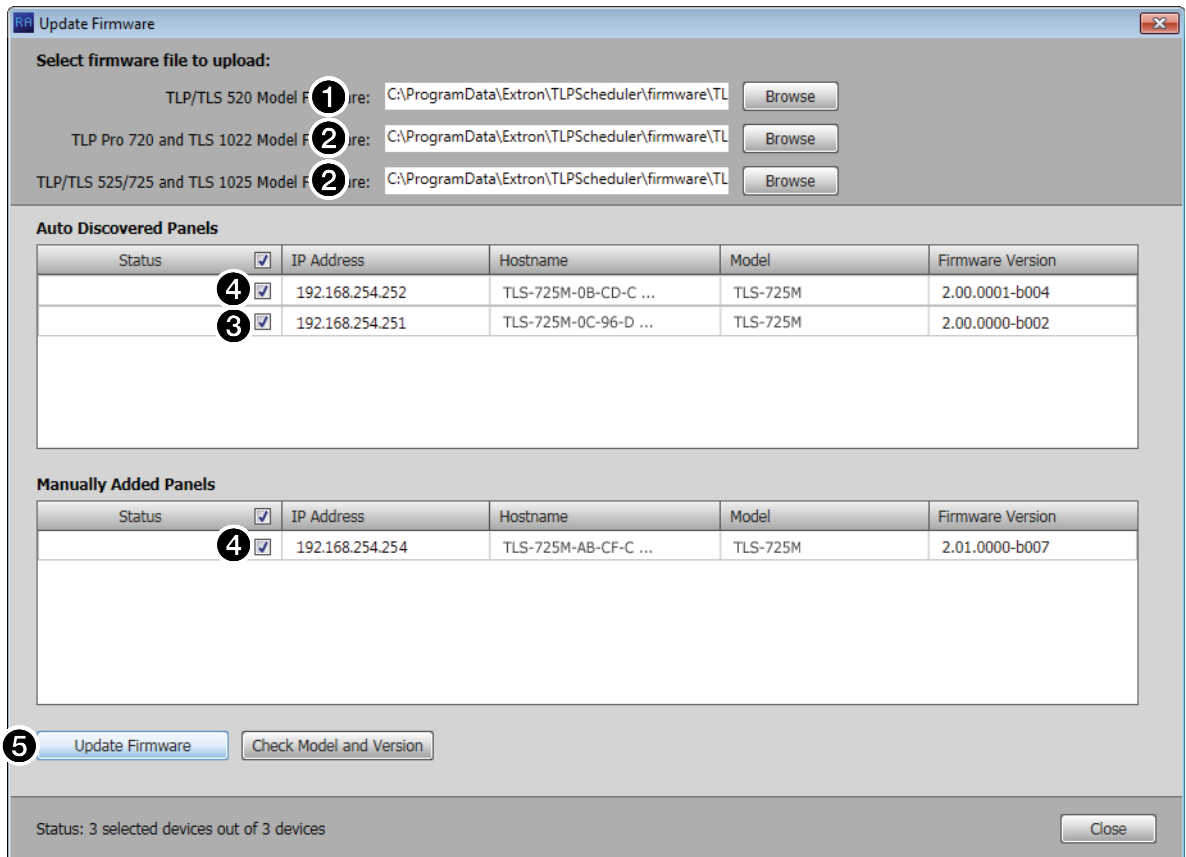 RA Update Firmware
Select firmware file to upload:
TLP/TLS 520 Model F 1 re: C:\ProgramData\Extron\TLPScheduler\firmware\TL Browse
TLP Pro 720 and TLS 1022 Model F 2 re: C:\ProgramData\Extron\TLPScheduler\firmware\TL Browse
TLP/TLS 525/725 and TLS 1025 Model F 2 re: C:\ProgramData\Extron\TLPScheduler\firmware\TL Browse
Auto Discovered Panels
Status IP Address Hostname Model Firmware Version
4 192.168.254.252 TLS-725M-0B-CD-C ... TLS-725M 2.00.0001-b004
3 192.168.254.251 TLS-725M-0C-96-D ... TLS-725M 2.00.0000-b002
Manually Added Panels
Status IP Address Hostname Model Firmware Version
4 192.168.254.254 TLS-725M-AB-CF-C ... TLS-725M 2.01.0000-b007
5 Update Firmware Check Model and Version
Status: 3 selected devices out of 3 devices Close